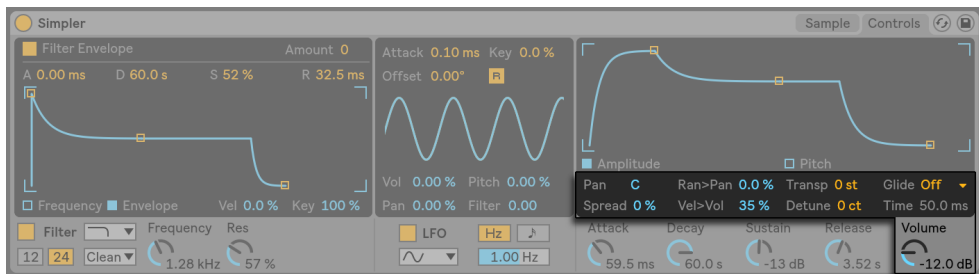 Simpler Sample Controls
Filter Envelope Amount 0
A 0.00 ms D 60.0 s S 52 % R 32.5 ms
Frequency Envelope Vel 0.0 % Key 100 %
Filter Frequency Res
12 24 Clean 1.28 kHz 57 %
Attack 0.10 ms Key 0.0 %
Offset 0.00° R
Vol 0.00 % Pitch 0.00 %
Pan 0.00 % Filter 0.00
LFO Hz ♪
1.00 Hz
Amplitude Pitch
Pan C Ran>Pan 0.0 % Transp 0 st Glide Off
Spread 0 % Vel>Vol 35 % Detune 0 ct Time 50.0 ms
Attack Decay Sustain Release Volume
59.5 ms 60.0 s -13 dB 3.52 s -12.0 dB